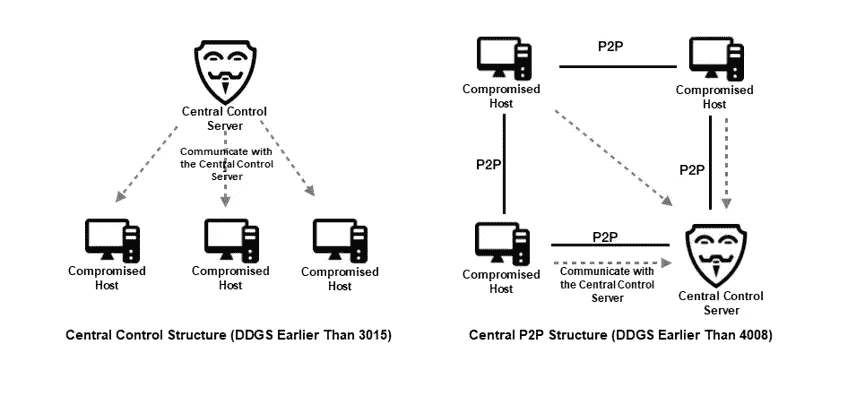 Central Control
Server
Communicate with
the Central Control
Server
Compromised
Host
Compromised
Host
Compromised
Host
Central Control Structure (DDGS Earlier Than 3015)
P2P
Compromised
Host
Compromised
Host
P2P
P2P
P2P
Compromised
Host
Communicate with
the Central Control
Server
Central Control
Server
Central P2P Structure (DDGS Earlier Than 4008)